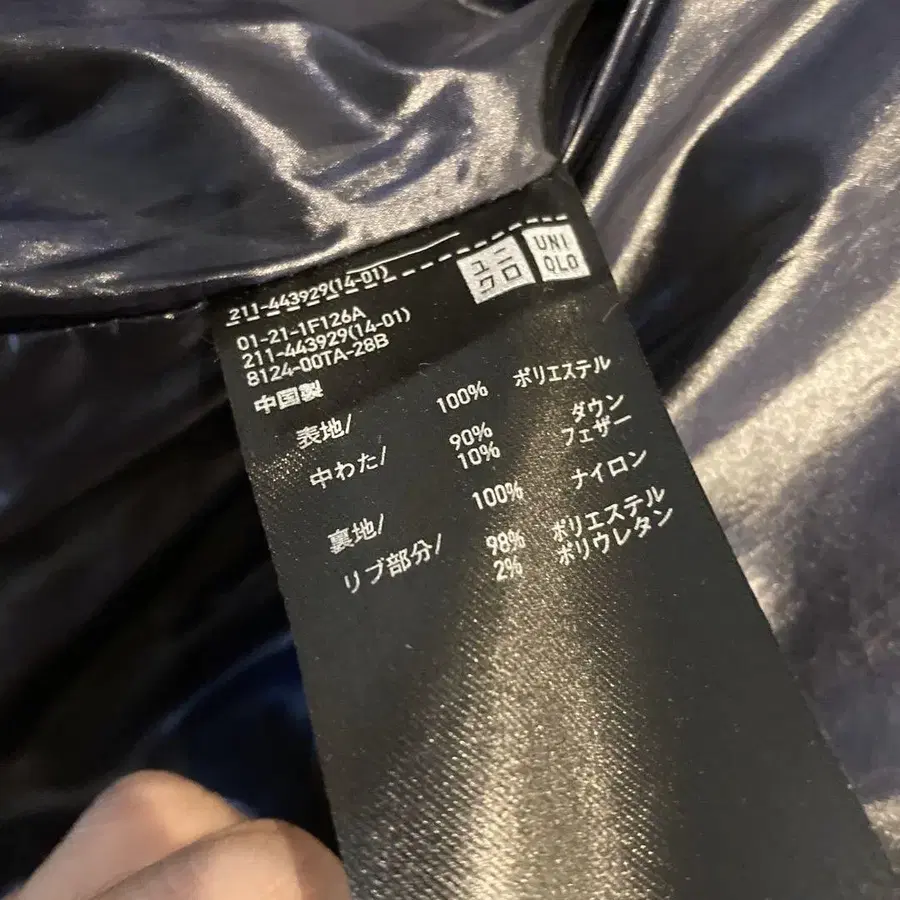 ユニクロ
UNIQLO
211-443929(14-01)
01-21-1F126A
211-443929(14-01)
8124-00TA-28B
中国製
表地/ 100% ポリエステル
中わた/ 90% ダウン
10% フェザー
裏地/ 100% ナイロン
リブ部分/ 98% ポリエステル
2% ポリウレタン